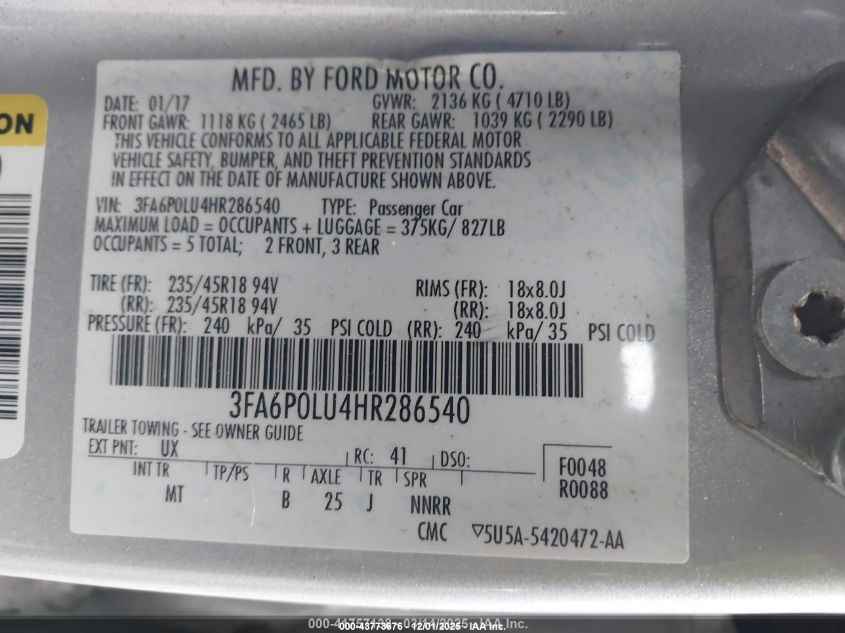 ON
MFD. BY FORD MOTOR CO.
DATE: 01/17 GVWR: 2136 KG ( 4710 LB)
FRONT GAWR: 1118 KG ( 2465 LB) REAR GAWR: 1039 KG ( 2290 LB)
THIS VEHICLE CONFORMS TO ALL APPLICABLE FEDERAL MOTOR
VEHICLE SAFETY, BUMPER, AND THEFT PREVENTION STANDARDS
IN EFFECT ON THE DATE OF MANUFACTURE SHOWN ABOVE.
VIN: 3FA6P0LU4HR286540 TYPE: Passenger Car
MAXIMUM LOAD = OCCUPANTS + LUGGAGE = 375KG/ 827LB
OCCUPANTS = 5 TOTAL; 2 FRONT, 3 REAR
TIRE (FR): 235/45R18 94V RIMS (FR): 18x8.0J
(RR): 235/45R18 94V (RR): 18x8.0J
PRESSURE (FR): 240 kPa/ 35 PSI COLD (RR): 240 kPa/ 35 PSI COLD
3FA6P0LU4HR286540
TRAILER TOWING - SEE OWNER GUIDE
EXT PNT: UX RC: 41 DSO:
INT TR TP/PS R AXLE TR SPR
MT B 25 J NNRR
F0048
R0088
CMC ▽5U5A-5420472-AA
000-43773676 - 12/01/2025 - IAA Inc.